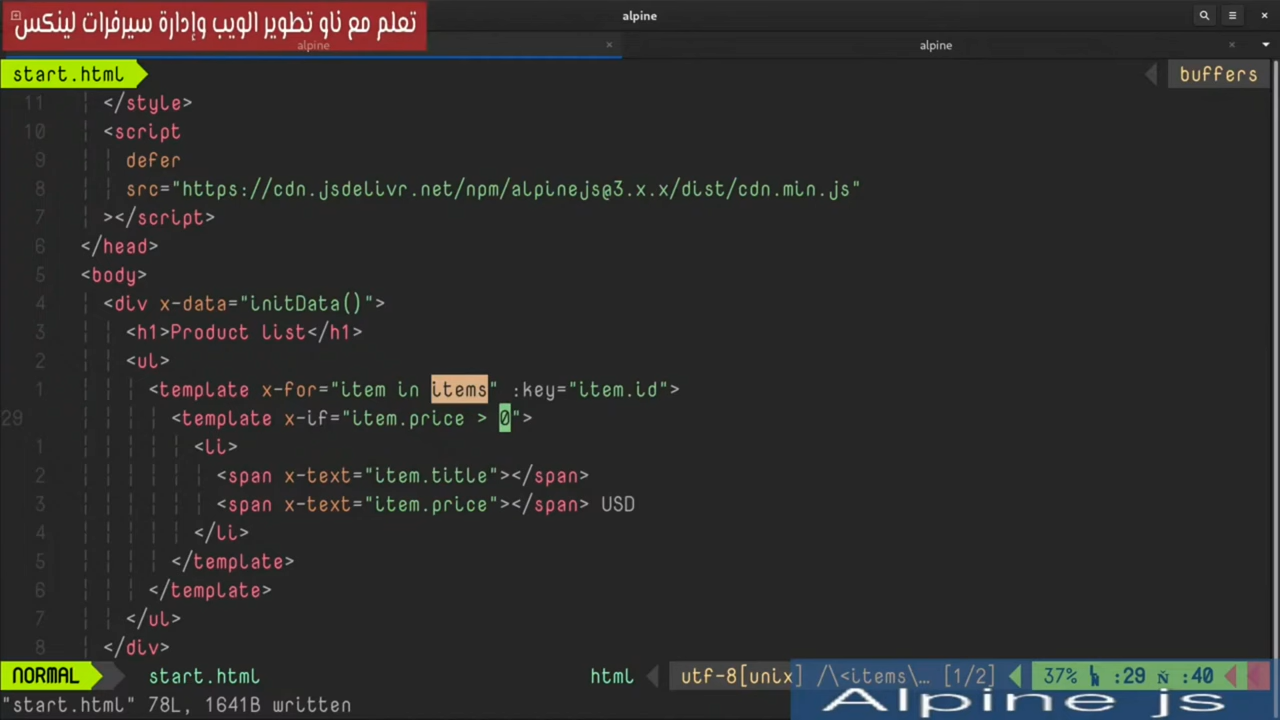 تعلم مع ناو تطوير الويب وإدارة سيرفرات لينكس
alpine
alpine
alpine
start.html
buffers
11 </style>
10 <script
9 defer
8 src="https://cdn.jsdelivr.net/npm/alpinejs@3.x.x/dist/cdn.min.js"
7 ></script>
6 </head>
5 <body>
4 <div x-data="initData()">
3 <h1>Product list</h1>
2 <ul>
1 <template x-for="item in items" :key="item.id">
29 <template x-if="item.price > 0">
1 <li>
2 <span x-text="item.title"></span>
3 <span x-text="item.price"></span> USD
4 </li>
5 </template>
6 </template>
7 </ul>
8 </div>
NORMAL start.html html utf-8[unix] /\<items\… [1/2] 37% :29 :40
"start.html" 78L, 1641B written
Alpine js